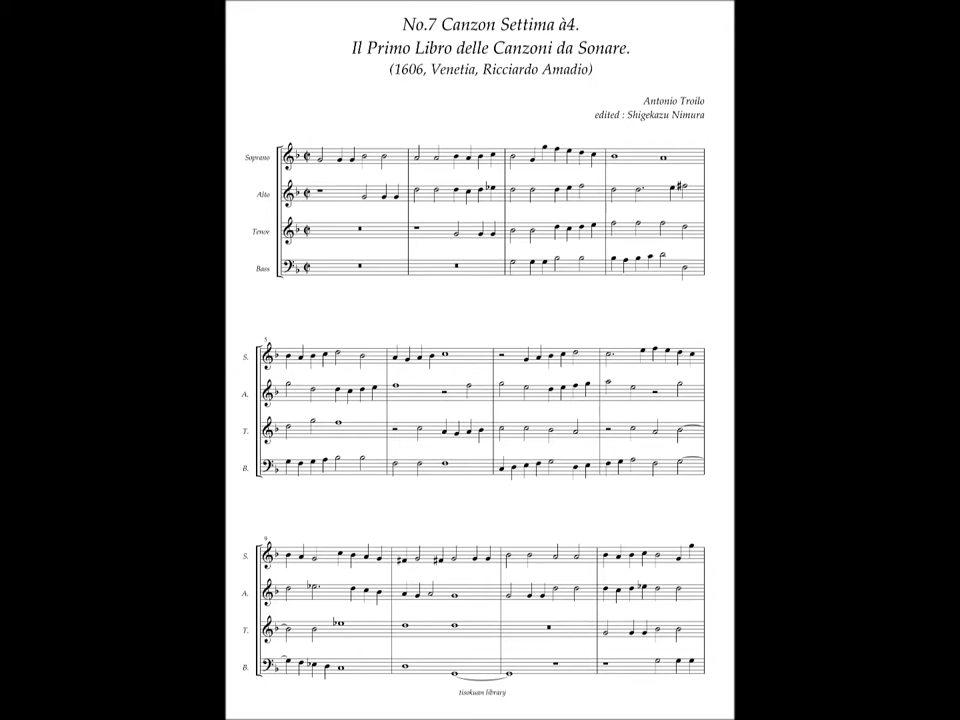 No.7 Canzon Settima à4.
Il Primo Libro delle Canzoni da Sonare.
(1606, Venetia, Ricciardo Amadio)
Antonio Troilo
edited : Shigekazu Nimura
Soprano
Alto
Tenor
Bass
5
S.
A.
T.
B.
9
S.
A.
T.
B.
tisokuan library